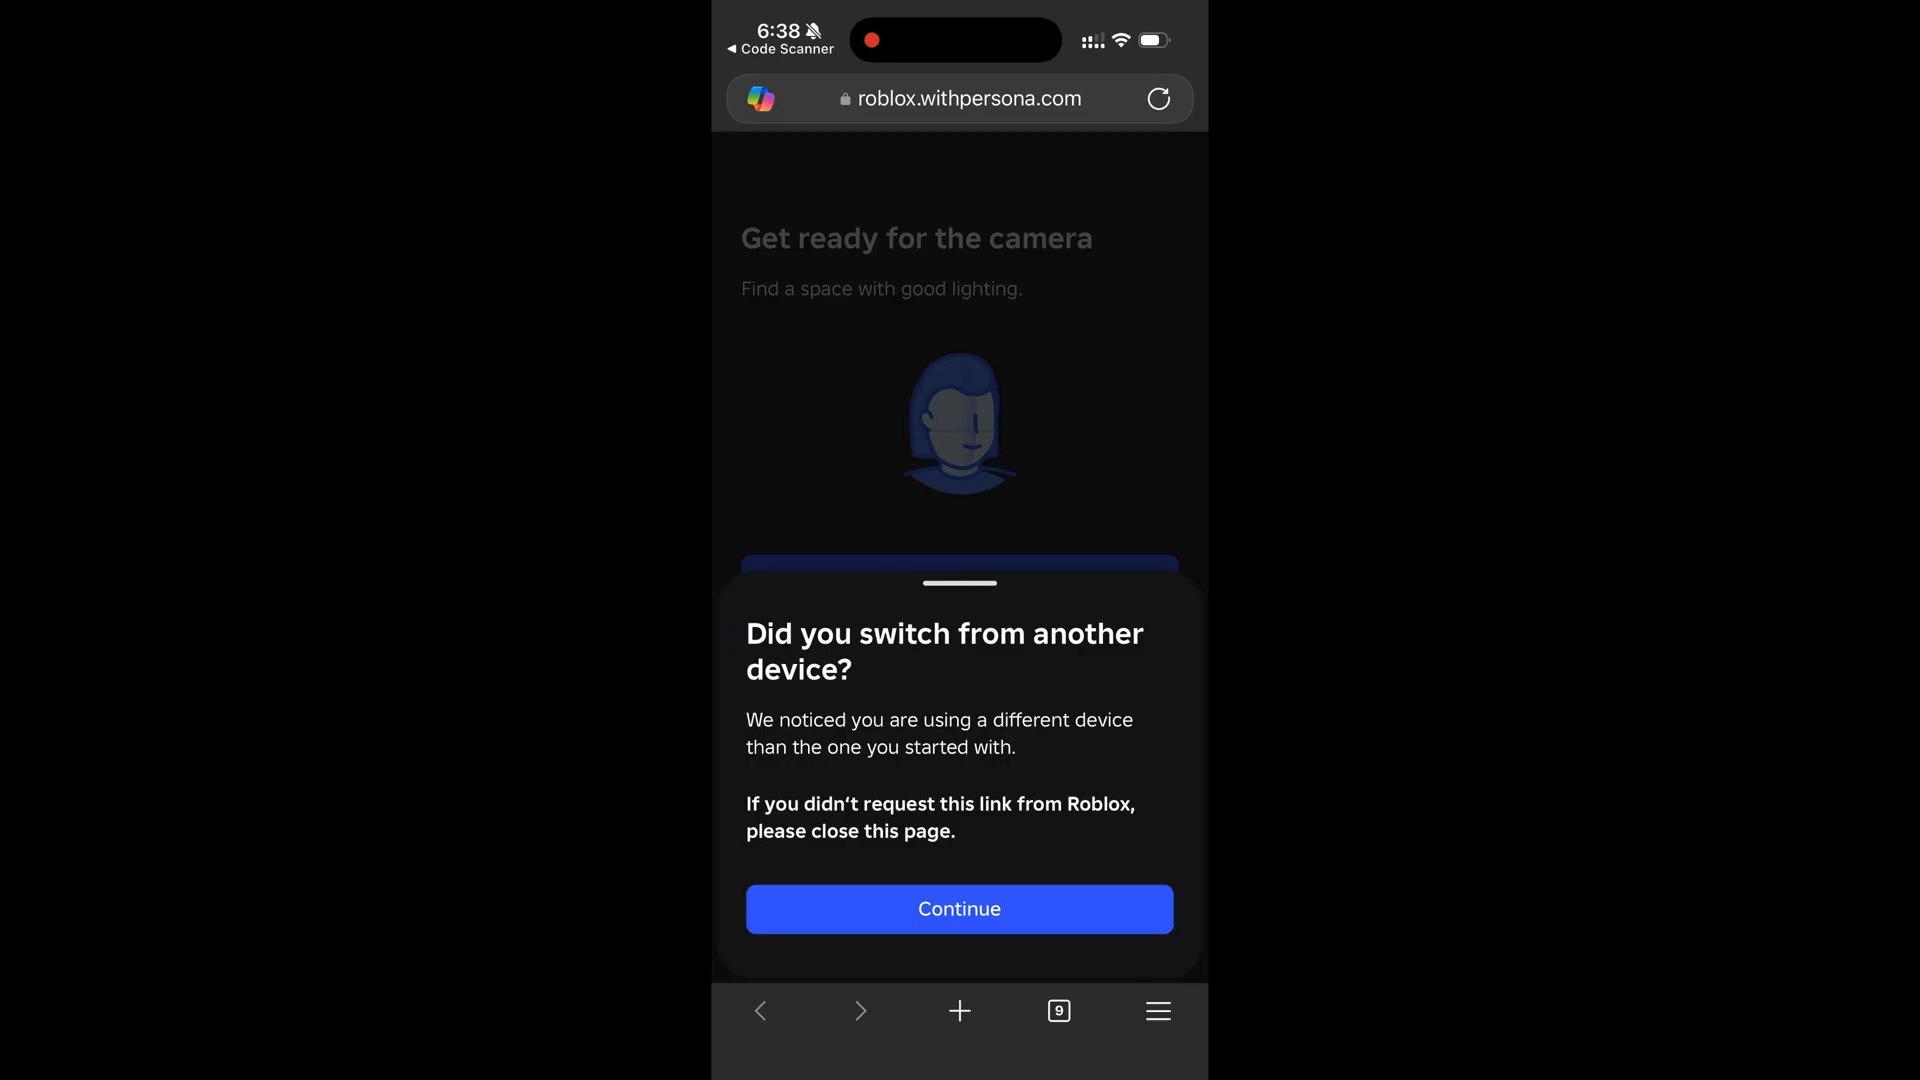 6:38
Code Scanner
roblox.withpersona.com
Get ready for the camera
Find a space with good lighting.
Did you switch from another
device?
We noticed you are using a different device
than the one you started with.
If you didn‘t request this link from Roblox,
please close this page.
Continue
9